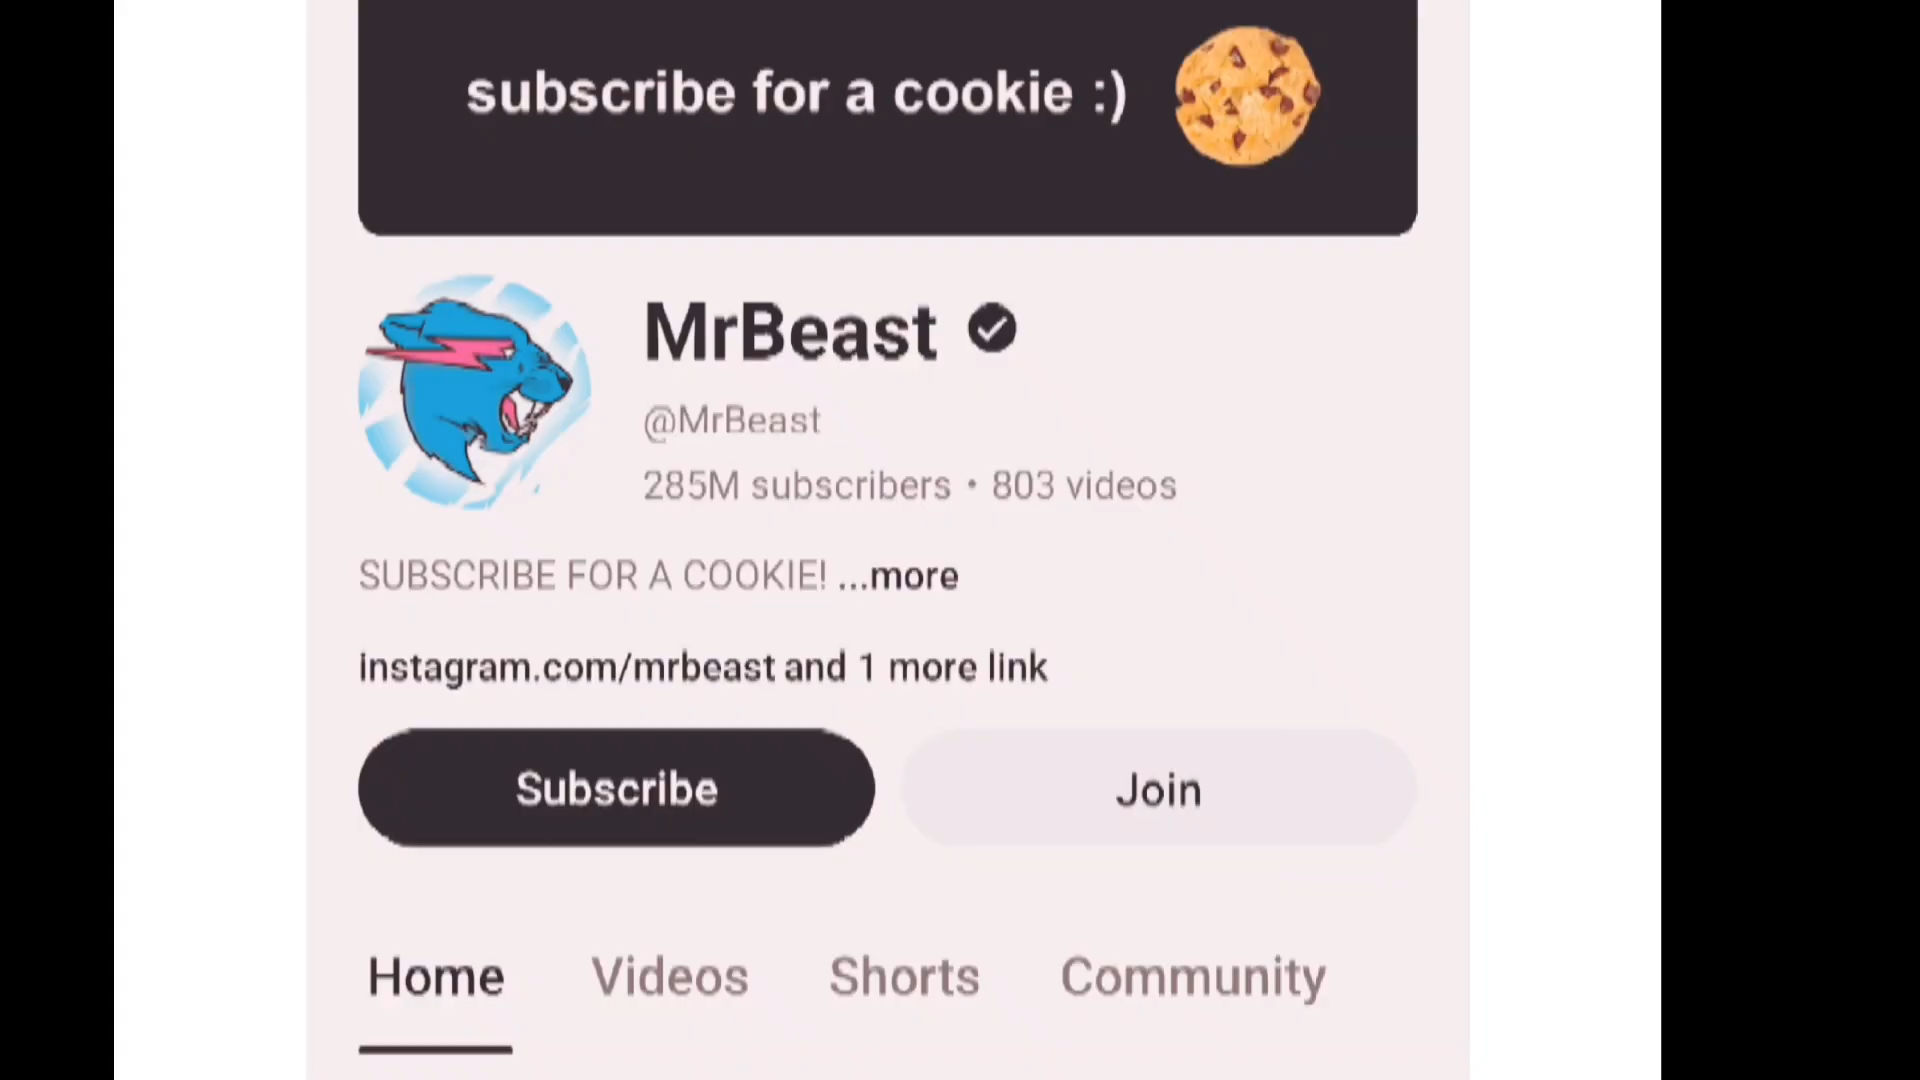 subscribe for a cookie :)
MrBeast
@MrBeast
285M subscribers • 803 videos
SUBSCRIBE FOR A COOKIE! ...more
instagram.com/mrbeast and 1 more link
Subscribe Join
Home Videos Shorts Community